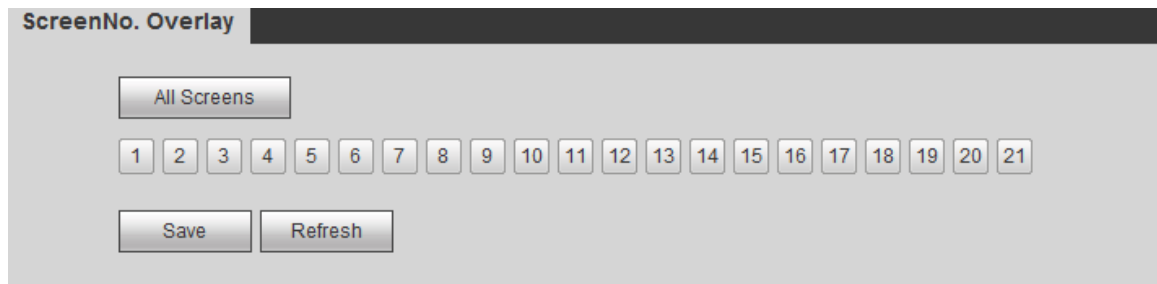 ScreenNo. Overlay
All Screens
1 2 3 4 5 6 7 8 9 10 11 12 13 14 15 16 17 18 19 20 21
Save Refresh